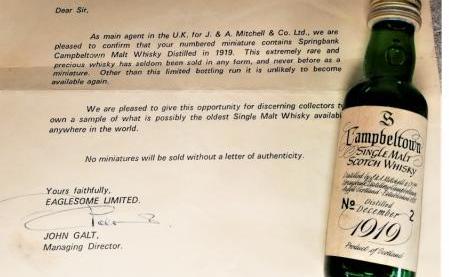 Dear Sir,
As main agent in the U.K. for J. & A. Mitchell & Co. Ltd., we are
pleased to confirm that your numbered miniature contains Springbank
Campbeltown Malt Whisky Distilled in 1919. This extremely rare and
precious whisky has seldom been sold in any form, and never before as a
miniature. Other than this limited bottling run it is unlikely to become
available again.
We are pleased to give this opportunity for discerning collectors
own a sample of what is possibly the oldest Single Malt Whisky
anywhere in the world.
No miniatures will be sold without a letter of authenticity.
Yours faithfully,
EAGLESOME LIMITED.
JOHN GALT,
Managing Director.
S
Campbeltown
SINGLE MALT
SCOTCH WHISKY
Distilled by J. & A. Mitchell
Springbank Distillery Campbeltown
Distilled
No December 2
1919
Product of Scotland